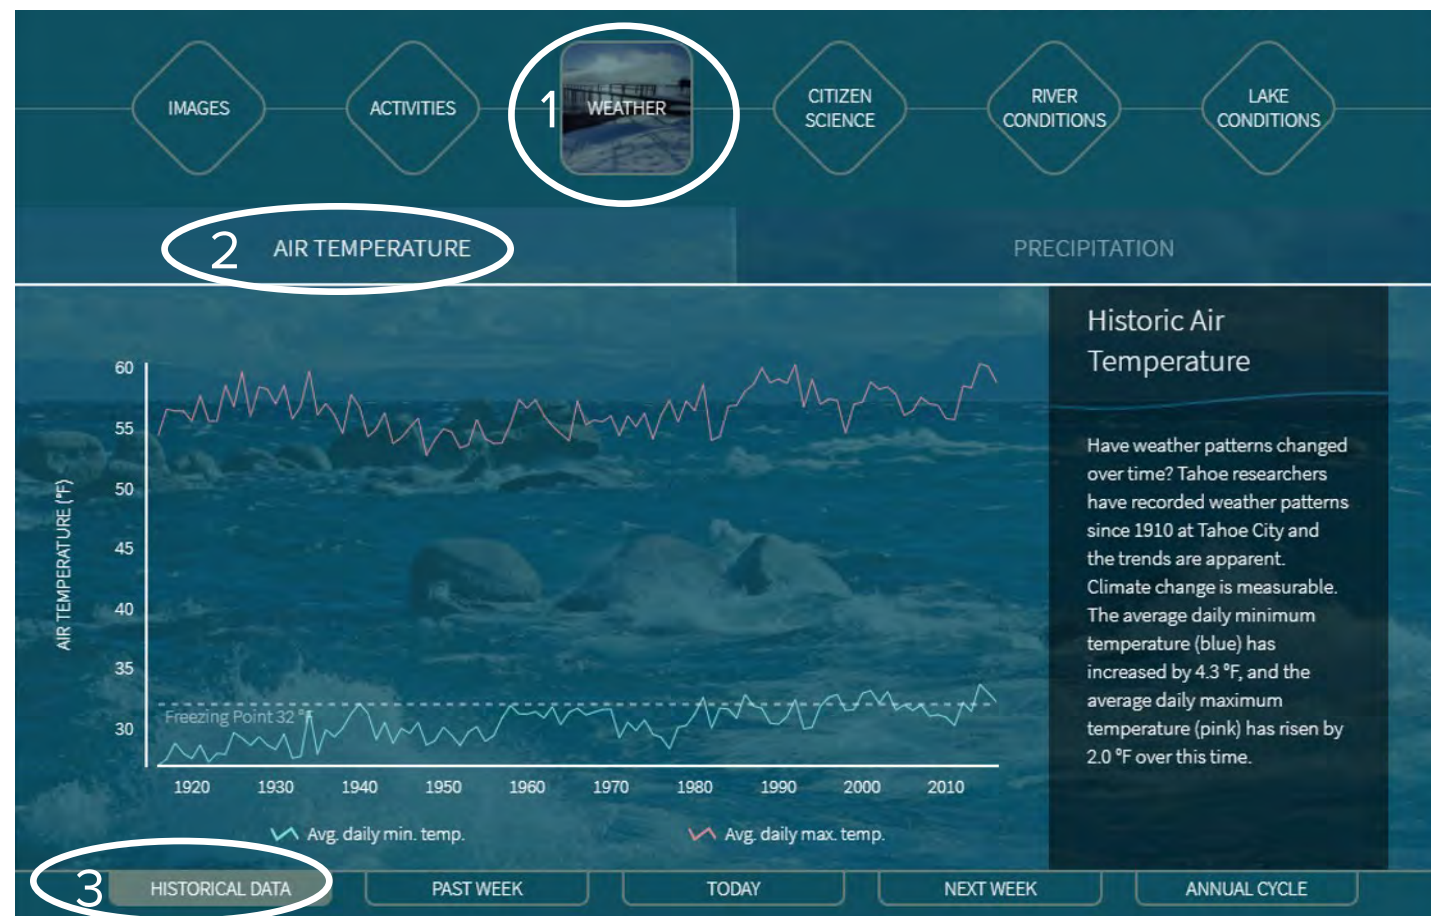 IMAGES
ACTIVITIES
1
WEATHER
CITIZEN
SCIENCE
RIVER
CONDITIONS
LAKE
CONDITIONS
2
AIR TEMPERATURE
PRECIPITATION
Historic Air
Temperature
Have weather patterns changed
over time? Tahoe researchers
have recorded weather patterns
since 1910 at Tahoe City and
the trends are apparent.
Climate change is measurable.
The average daily minimum
temperature (blue) has
increased by 4.3 °F, and the
average daily maximum
temperature (pink) has risen by
2.0 °F over this time.
AIR TEMPERATURE (°F)
60
55
50
45
40
35
30
Freezing Point 32 °F
1920 1930 1940 1950 1960 1970 1980 1990 2000 2010
Avg. daily min. temp.
Avg. daily max. temp.
3
HISTORICAL DATA
PAST WEEK
TODAY
NEXT WEEK
ANNUAL CYCLE